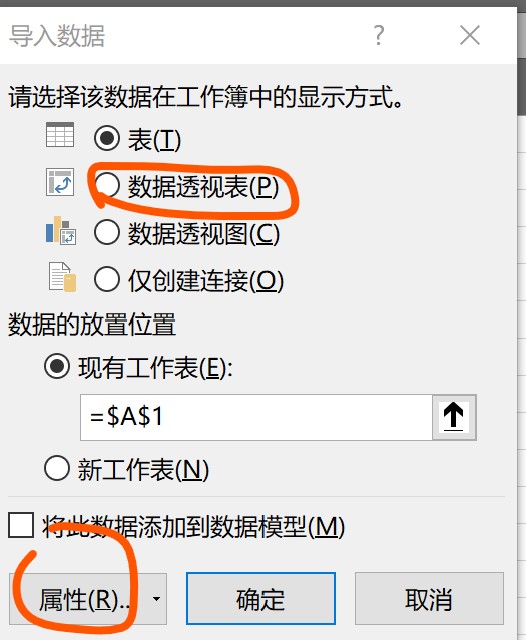 导入数据
?
请选择该数据在工作簿中的显示方式。
表(T)
数据透视表(P)
数据透视图(C)
仅创建连接(O)
数据的放置位置
现有工作表(E):
=$A$1
新工作表(N)
将此数据添加到数据模型(M)
属性(R)... 确定 取消